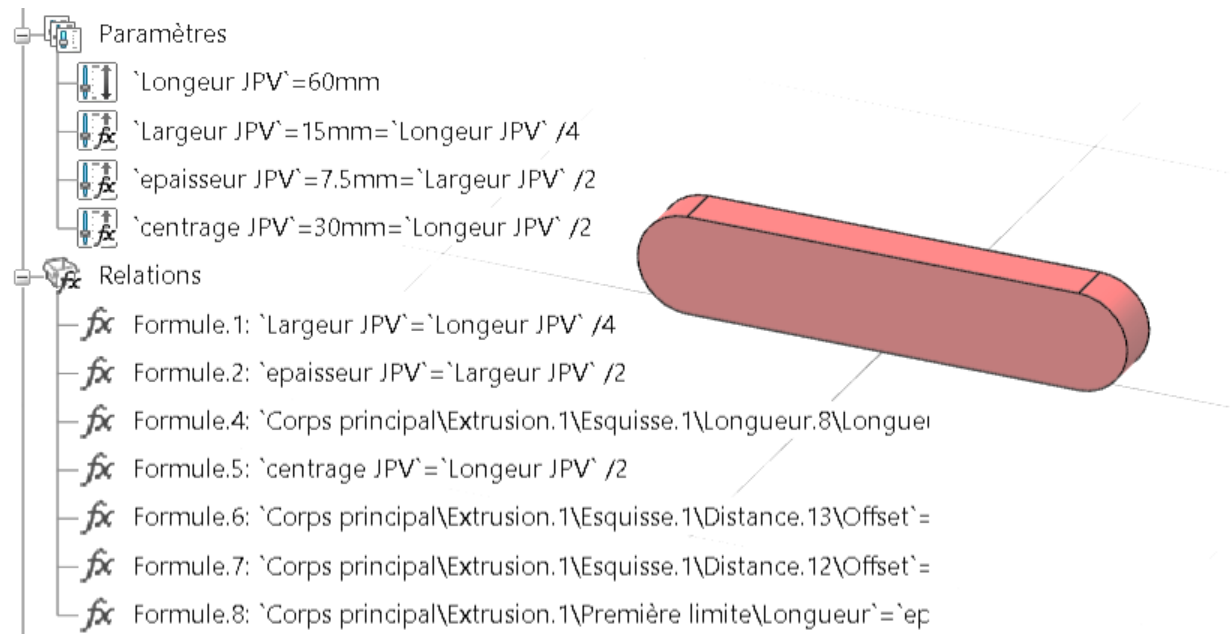 Paramètres
`Longeur JPV`=60mm
`Largeur JPV`=15mm=`Longeur JPV` /4
`epaisseur JPV`=7.5mm=`Largeur JPV` /2
`centrage JPV`=30mm=`Longeur JPV` /2
Relations
Formule.1: `Largeur JPV`=`Longeur JPV` /4
Formule.2: `epaisseur JPV`=`Largeur JPV` /2
Formule.4: `Corps principal\Extrusion.1\Esquisse.1\Longueur.8\Longueu
Formule.5: `centrage JPV`=`Longeur JPV` /2
Formule.6: `Corps principal\Extrusion.1\Esquisse.1\Distance.13\Offset`=
Formule.7: `Corps principal\Extrusion.1\Esquisse.1\Distance.12\Offset`=
Formule.8: `Corps principal\Extrusion.1\Première limite\Longueur`=`ep